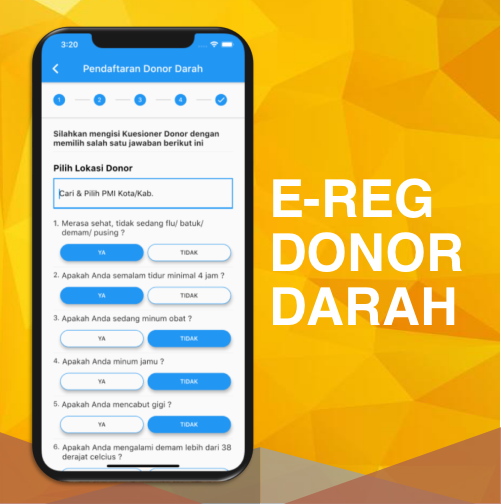 3:20
Pendaftaran Donor Darah
1
2
3
4
Silahkan mengisi Kuesioner Donor dengan
memilih salah satu jawaban berikut ini
Pilih Lokasi Donor
Cari & Pilih PMI Kota/Kab.
1. Merasa sehat, tidak sedang flu/ batuk/
demam/ pusing ?
YA TIDAK
2. Apakah Anda semalam tidur minimal 4 jam ?
YA TIDAK
3. Apakah Anda sedang minum obat ?
YA TIDAK
4. Apakah Anda minum jamu ?
YA TIDAK
5. Apakah Anda mencabut gigi ?
YA TIDAK
6. Apakah Anda mengalami demam lebih dari 38
derajat celcius ?
E-REG
DONOR
DARAH